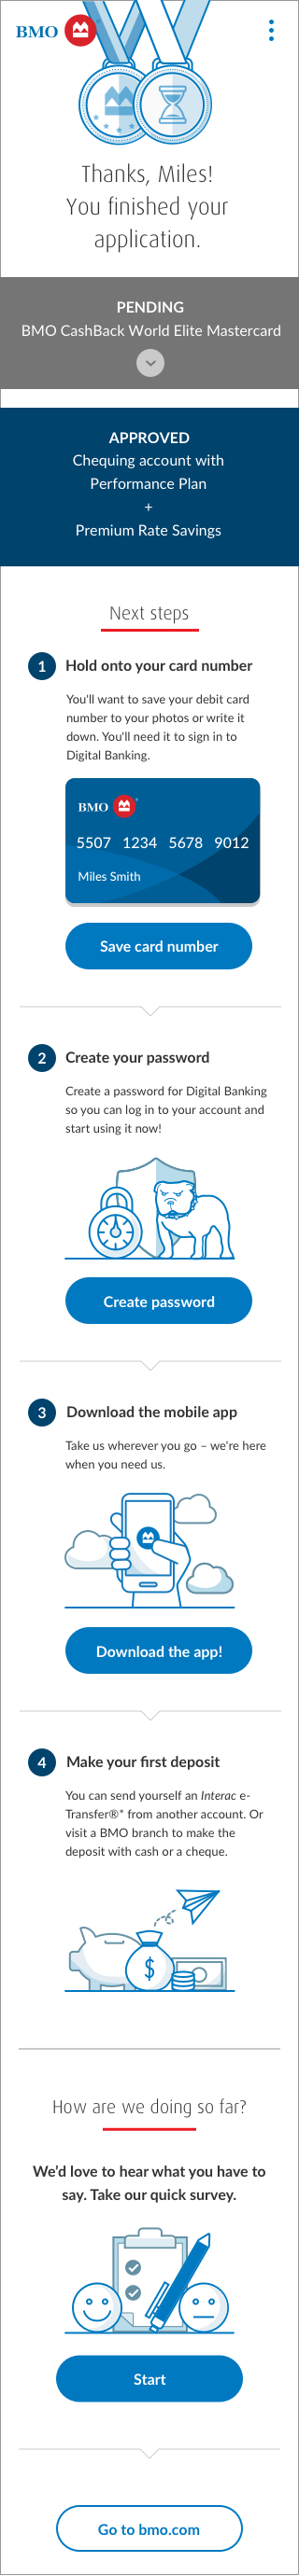 BMO
Thanks, Miles!
You finished your
application.
PENDING
BMO CashBack World Elite Mastercard
APPROVED
Chequing account with
Performance Plan
+
Premium Rate Savings
Next steps
1 Hold onto your card number
You'll want to save your debit card
number to your photos or write it
down. You'll need it to sign in to
Digital Banking.
BMO
5507 1234 5678 9012
Miles Smith
Save card number
2 Create your password
Create a password for Digital Banking
so you can log in to your account and
start using it now!
Create password
3 Download the mobile app
Take us wherever you go – we're here
when you need us.
Download the app!
4 Make your first deposit
You can send yourself an Interac e-
Transfer®* from another account. Or
visit a BMO branch to make the
deposit with cash or a cheque.
$
How are we doing so far?
We’d love to hear what you have to
say. Take our quick survey.
Start
Go to bmo.com